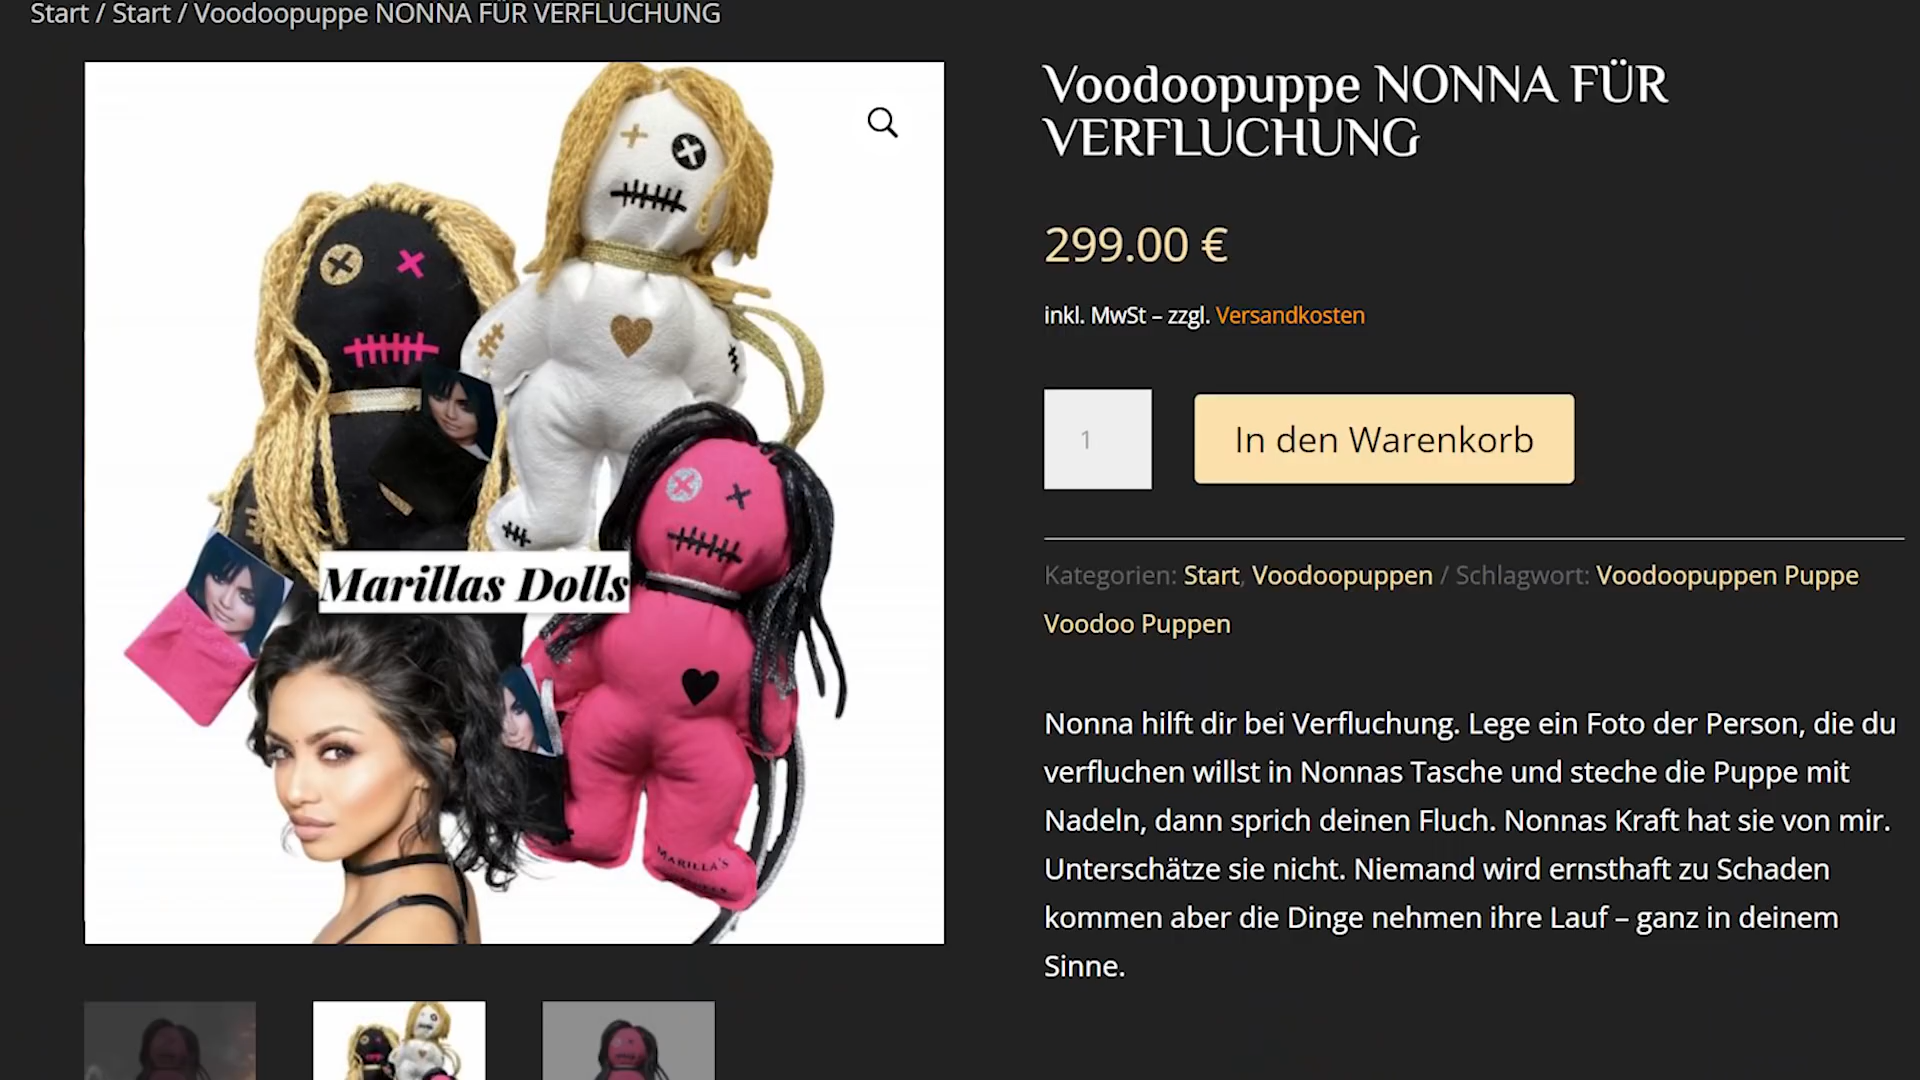 Start / Start / Voodoopuppe NONNA FÜR VERFLUCHUNG
Voodoopuppe NONNA FÜR
VERFLUCHUNG
299.00 €
inkl. MwSt – zzgl. Versandkosten
1
In den Warenkorb
Kategorien: Start, Voodoopuppen / Schlagwort: Voodoopuppen Puppe
Voodoo Puppen
Nonna hilft dir bei Verfluchung. Lege ein Foto der Person, die du
verfluchen willst in Nonnas Tasche und steche die Puppe mit
Nadeln, dann sprich deinen Fluch. Nonnas Kraft hat sie von mir.
Unterschätze sie nicht. Niemand wird ernsthaft zu Schaden
kommen aber die Dinge nehmen ihre Lauf – ganz in deinem
Sinne.
Marillas Dolls
MARILLA'S